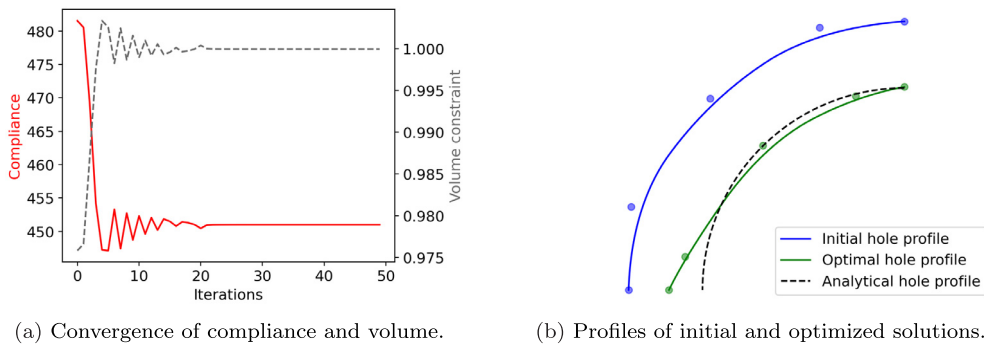 480
475
470
465
460
455
450
Compliance
0
10
20
30
40
50
Iterations
1.000
0.995
0.990
0.985
0.980
0.975
Volume constraint
(a) Convergence of compliance and volume.
Initial hole profile
Optimal hole profile
Analytical hole profile
(b) Profiles of initial and optimized solutions.